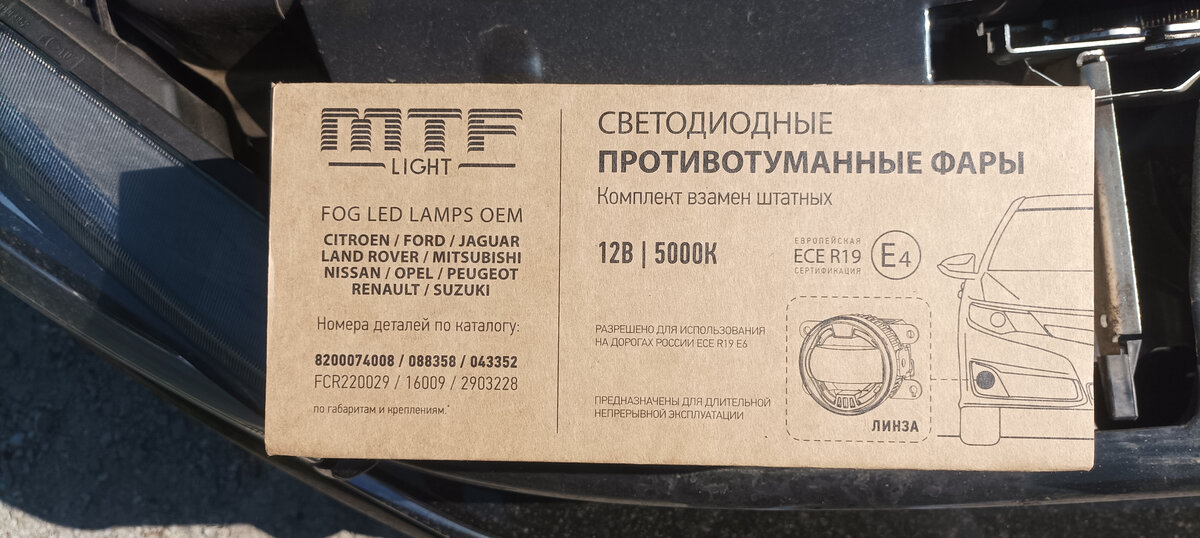 MTF
LIGHT
FOG LED LAMPS OEM
CITROEN / FORD / JAGUAR
LAND ROVER / MITSUBISHI
NISSAN / OPEL / PEUGEOT
RENAULT / SUZUKI
Номера деталей по каталогу:
8200074008 / 088358 / 043352
FCR220029 / 16009 / 2903228
по габаритам и креплениям.*
СВЕТОДИОДНЫЕ
ПРОТИВОТУМАННЫЕ ФАРЫ
Комплект взамен штатных
12В | 5000К
ЕВРОПЕЙСКАЯ
ECE R19
СЕРТИФИКАЦИЯ
E4
РАЗРЕШЕНО ДЛЯ ИСПОЛЬЗОВАНИЯ
НА ДОРОГАХ РОССИИ ECE R19 E6
ПРЕДНАЗНАЧЕНЫ ДЛЯ ДЛИТЕЛЬНОЙ
НЕПРЕРЫВНОЙ ЭКСПЛУАТАЦИИ
ЛИНЗА